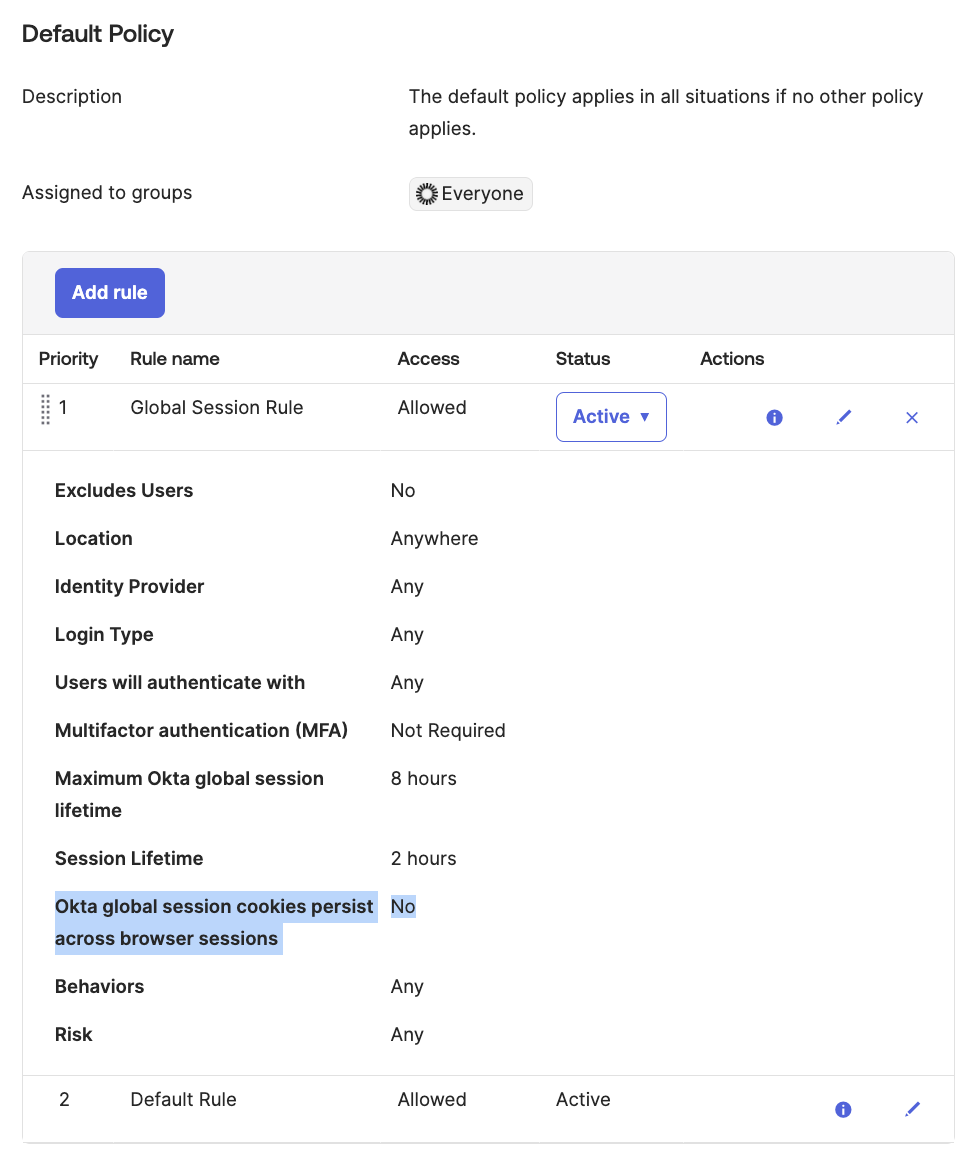 Default Policy
Description The default policy applies in all situations if no other policy
applies.
Assigned to groups Everyone
Add rule
Priority Rule name Access Status Actions
1 Global Session Rule Allowed Active
Excludes Users No
Location Anywhere
Identity Provider Any
Login Type Any
Users will authenticate with Any
Multifactor authentication (MFA) Not Required
Maximum Okta global session 8 hours
lifetime
Session Lifetime 2 hours
Okta global session cookies persist No
across browser sessions
Behaviors Any
Risk Any
2 Default Rule Allowed Active